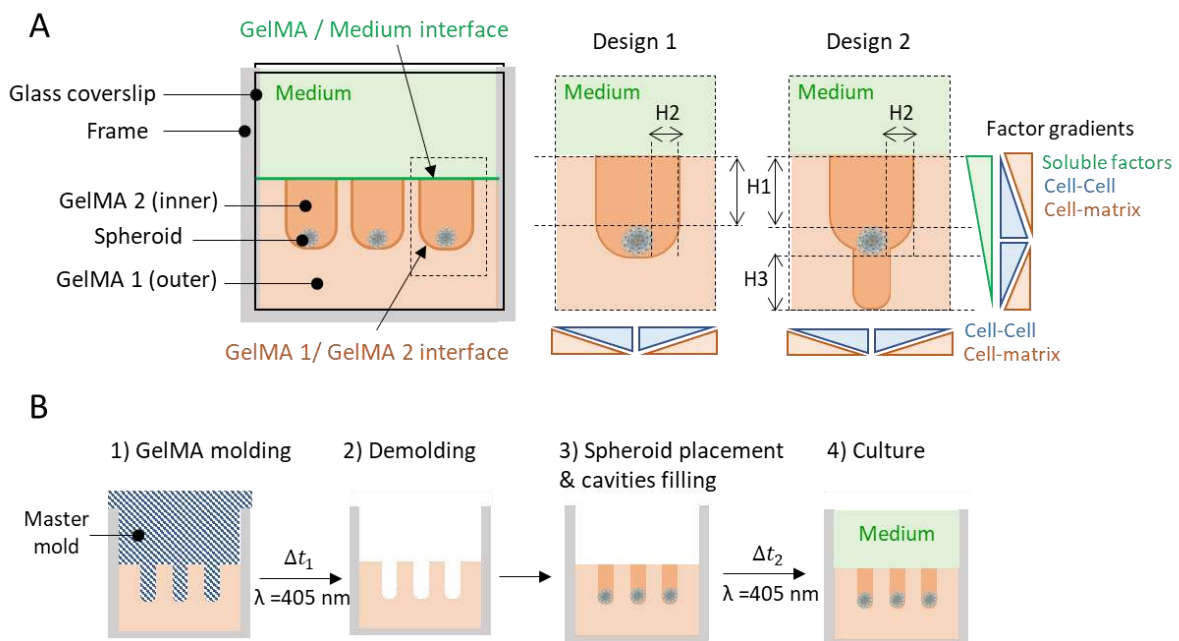 A
GelMA / Medium interface
Glass coverslip
Frame
Medium
GelMA 2 (inner)
Spheroid
GelMA 1 (outer)
GelMA 1/ GelMA 2 interface
Design 1
Medium
H2
H1
Design 2
Medium
H2
H3
Factor gradients
Soluble factors
Cell-Cell
Cell-matrix
Cell-Cell
Cell-matrix
B
1) GelMA molding
Master
mold
Δt₁
λ =405 nm
2) Demolding
3) Spheroid placement
& cavities filling
Δt₂
λ =405 nm
4) Culture
Medium